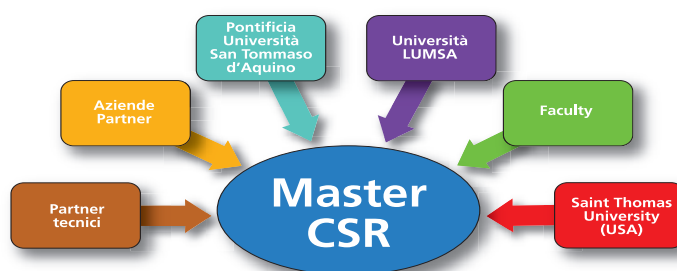 Pontificia
Università
San Tommaso
d'Aquino
Università
LUMSA
Aziende
Partner
Faculty
Partner
tecnici
Master
CSR
Saint Thomas
University
(USA)